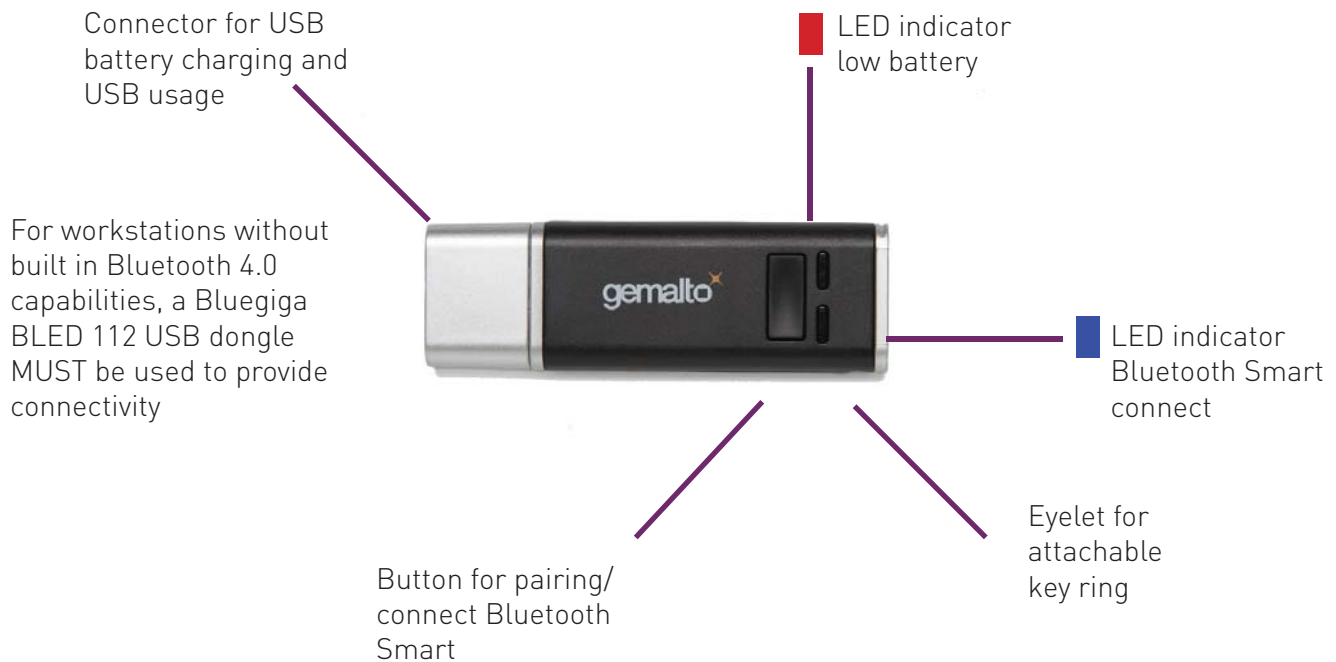 Connector for USB
battery charging and
USB usage
LED indicator
low battery
For workstations without
built in Bluetooth 4.0
capabilities, a Bluegiga
BLED 112 USB dongle
MUST be used to provide
connectivity
gemalto
LED indicator
Bluetooth Smart
connect
Eyelet for
attachable
key ring
Button for pairing/
connect Bluetooth
Smart